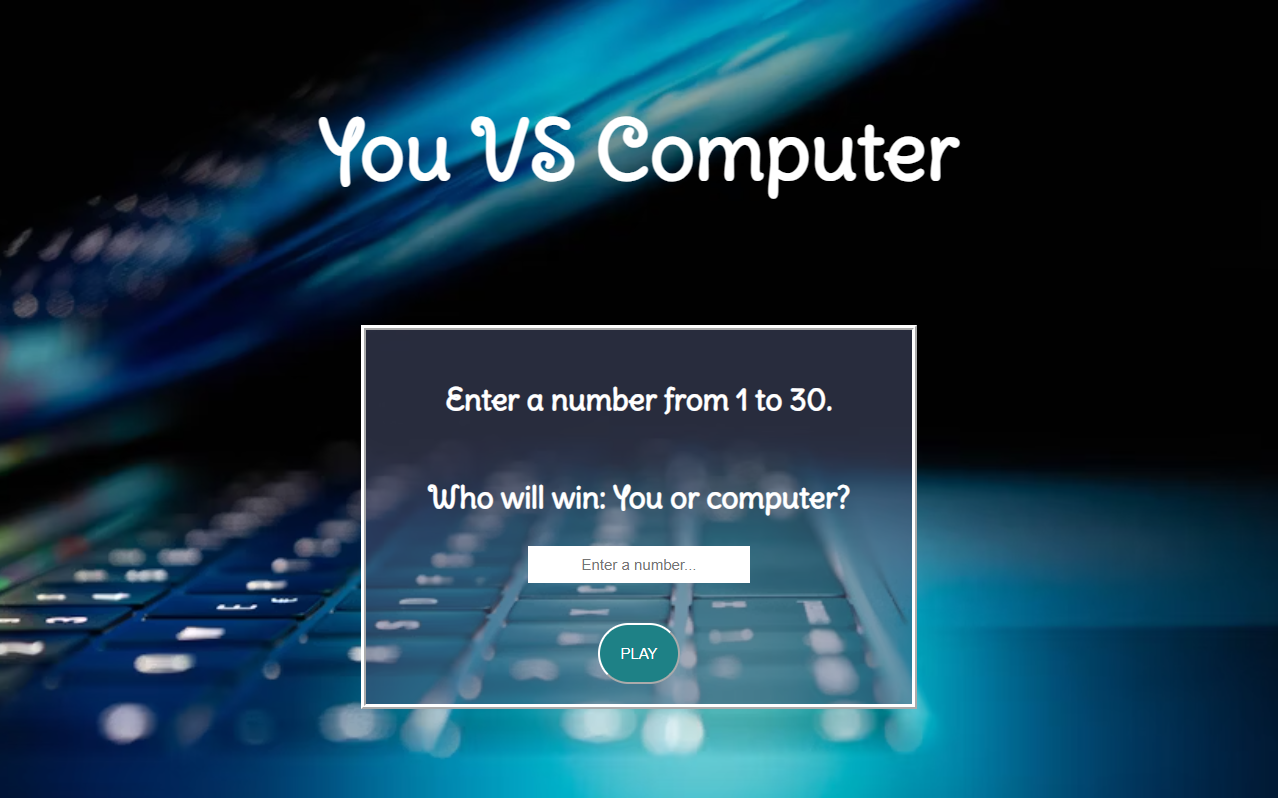 You VS Computer
Enter a number from 1 to 30.
Who will win: You or computer?
Enter a number...
PLAY